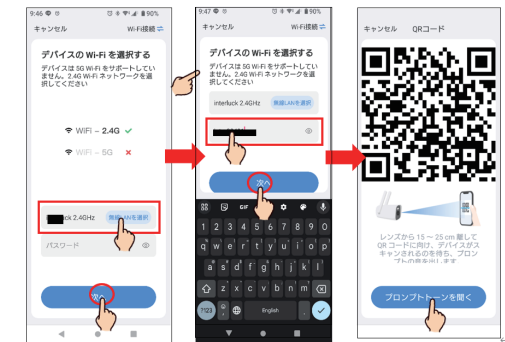 9:46
90%
キャンセル
Wi-Fi接続
デバイスの Wi-Fi を選択する
デバイスは 5G Wi-Fi をサポートしてい
ません。2.4G Wi-Fi ネットワークを選
択してください
WiFi – 2.4G
WiFi – 5G
ck 2.4GHz
無線LANを選択
パスワード
次へ
9:47
90%
キャンセル
Wi-Fi接続
デバイスの Wi-Fi を選択する
デバイスは 5G Wi-Fi をサポートしてい
ません。2.4G Wi-Fi ネットワークを選
択してください
interfuck 2.4GHz
無線LANを選択
次へ
GIF
1 2 3 4 5 6 7 8 9 0
q w e r t y u i o p
a s d f g h j k l
z x c v b n m
?123
English
キャンセル
QRコード
レンズから 15 ~ 25 cm 離して
QR コードに向け、デバイスがス
キャンされるのを待ち、プロン
プトの音を出します
プロンプトトーンを聞く